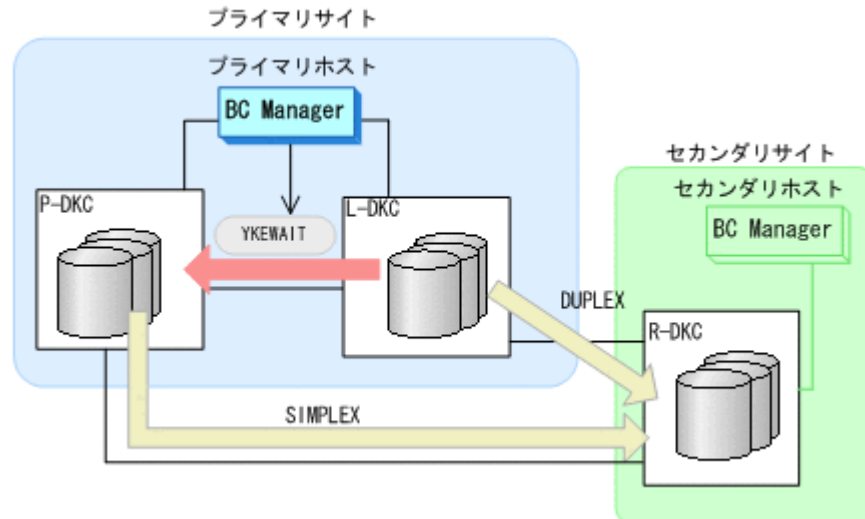 プライマリサイト
プライマリホスト
BC Manager
セカンダリサイト
セカンダリホスト
BC Manager
P-DKC
L-DKC
YKEWAIT
DUPLEX
R-DKC
SIMPLEX